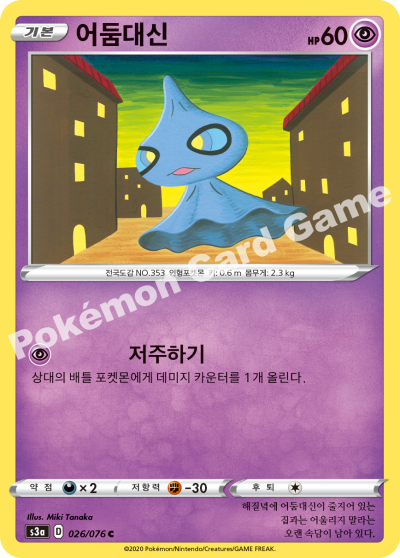 기본 어둠대신 HP 60
전국도감 NO.353 인형포켓몬 키: 0.6 m 몸무게: 2.3 kg
Pokémon Card Game
저주하기
상대의 배틀 포켓몬에게 데미지 카운터를 1개 올린다.
약점 ×2 저항력 -30 후퇴
Illus. Miki Tanaka
해질녘에 어둠대신이 줄지어 있는
집과는 어울리지 말라는
오랜 속담이 남아 있다.
s3a D 026/076 C
©2020 Pokémon/Nintendo/Creatures/GAME FREAK.